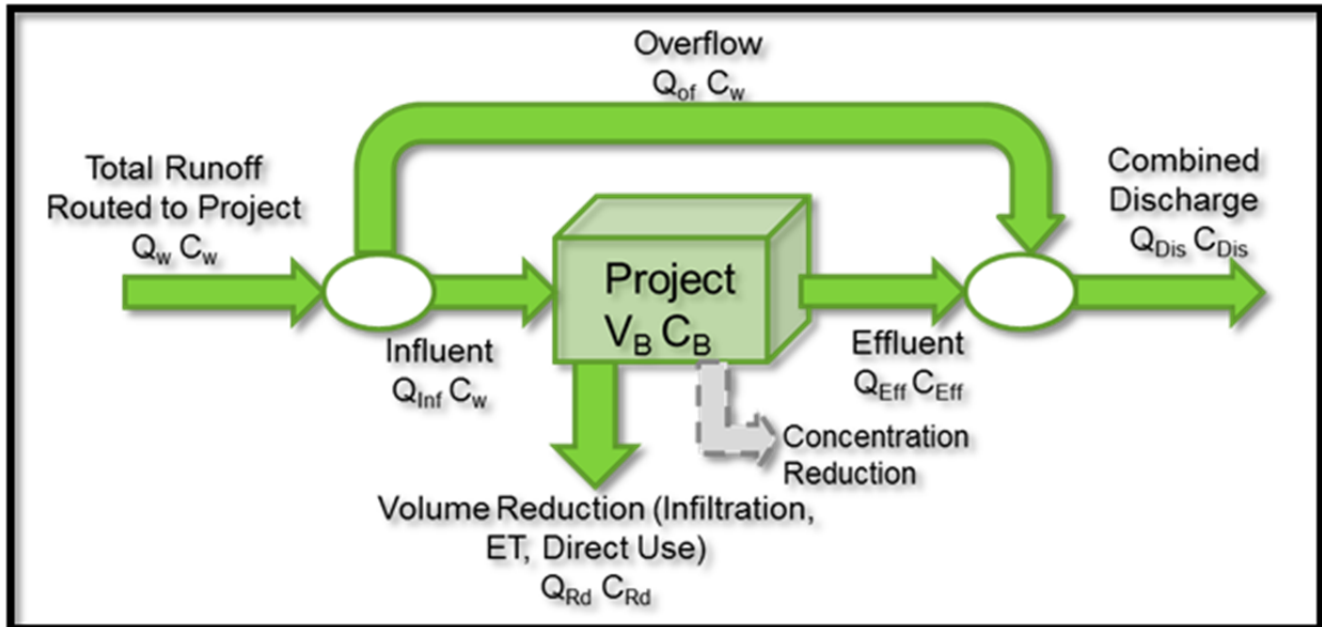 Overflow
Qof Cw
Total Runoff
Routed to Project
Qw Cw
Combined
Discharge
QDis CDis
Project
VB CB
Influent
QInf Cw
Effluent
QEff CEff
Concentration
Reduction
Volume Reduction (Infiltration,
ET, Direct Use)
QRd CRd